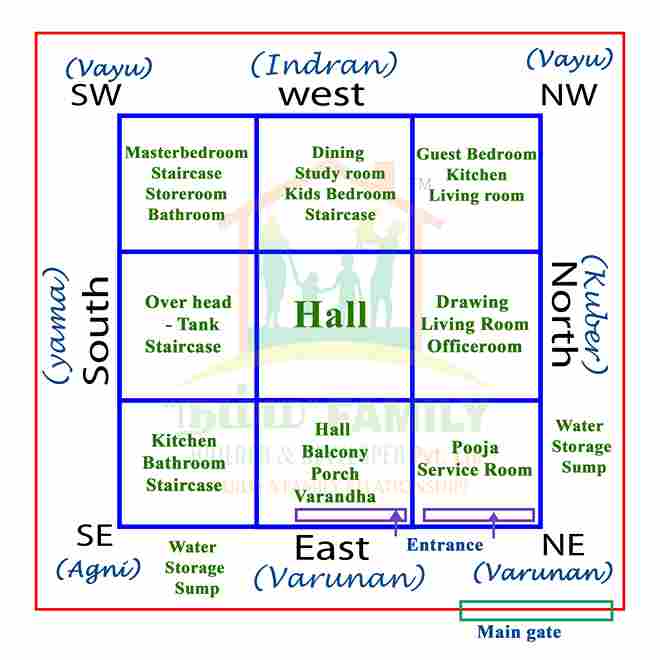 (Vayu)
(Indran)
(Vayu)
SW
west
NW
Masterbedroom
Staircase
Storeroom
Bathroom
Dining
Study room
Kids Bedroom
Staircase
Guest Bedroom
Kitchen
Living room
TM
(yama)
South
Over head
- Tank
Staircase
Hall
Drawing
Living Room
Officeroom
North
(Kuber)
Kitchen
Bathroom
Staircase
Hall
Balcony
Porch
Varandha
Pooja
Service Room
Water
Storage
Sump
நம்ம FAMILY
SE
(Agni)
Water
Storage
Sump
East
(Varunan)
Entrance
NE
(Varunan)
Main gate